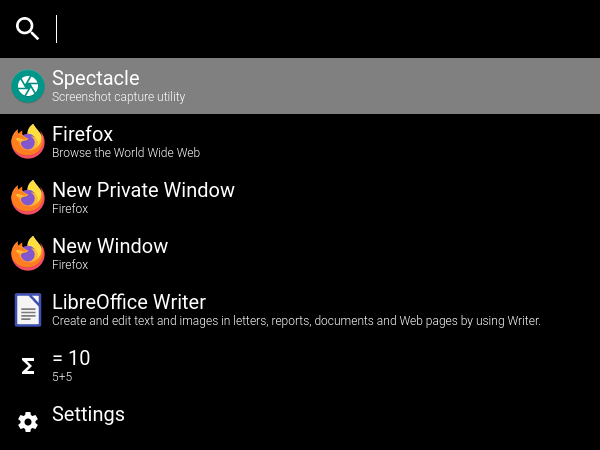 Spectacle
Screenshot capture utility
Firefox
Browse the World Wide Web
New Private Window
Firefox
New Window
Firefox
LibreOffice Writer
Create and edit text and images in letters, reports, documents and Web pages by using Writer.
= 10
5+5
Settings